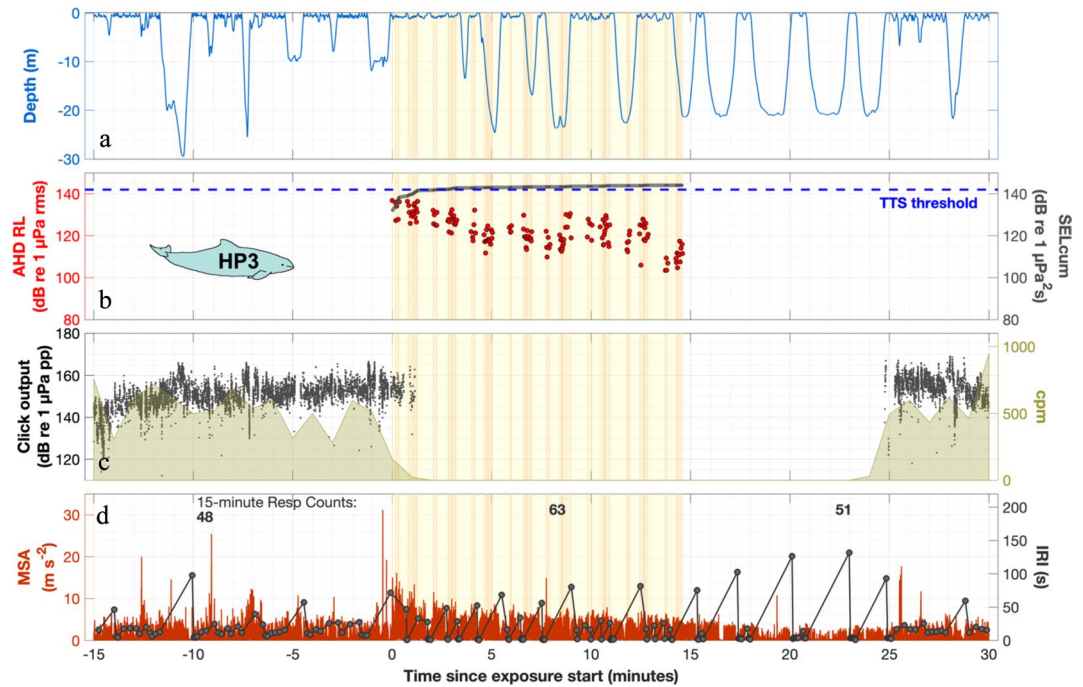 0
-10
-20
-30
Depth (m)
a
140
120
100
80
AHD RL
(dB re 1 µPa rms)
b
HP3
TTS threshold
140
120
100
80
SELcum
(dB re 1 µPa²s)
180
160
140
120
Click output
(dB re 1 µPa pp)
c
1000
500
0
cpm
30
20
10
0
MSA
(m s⁻²)
d
15-minute Resp Counts:
48
63
51
200
150
100
50
0
IRI (s)
-15 -10 -5 0 5 10 15 20 25 30
Time since exposure start (minutes)